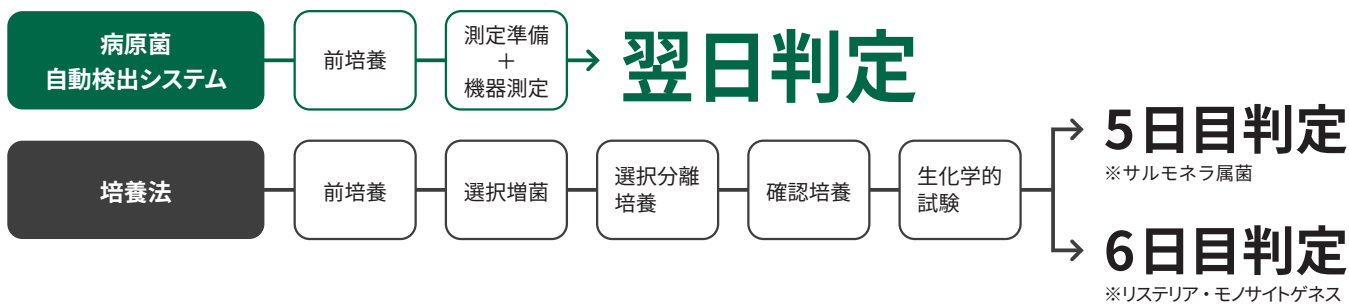 病原菌
自動検出システム
前培養
測定準備
＋
機器測定
翌日判定
培養法
前培養
選択増菌
選択分離
培養
確認培養
生化学的
試験
5日目判定
※サルモネラ属菌
6日目判定
※リステリア・モノサイトゲネス